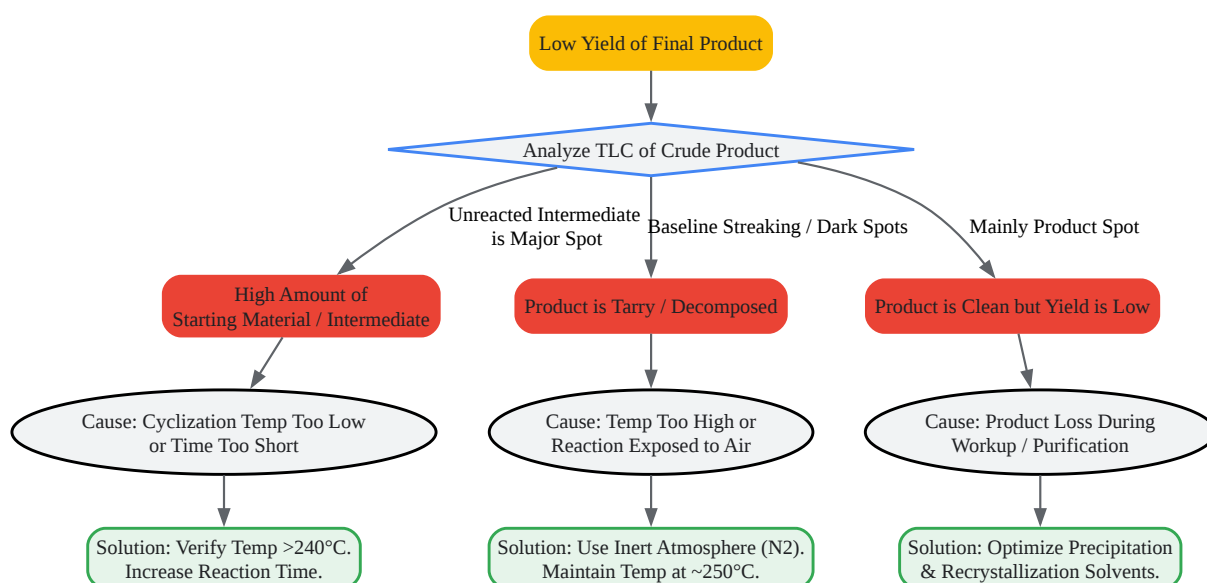 Low Yield of Final Product
Analyze TLC of Crude Product
Unreacted Intermediate
is Major Spot
Baseline Streaking / Dark Spots
Mainly Product Spot
High Amount of
Starting Material / Intermediate
Product is Tarry / Decomposed
Product is Clean but Yield is Low
Cause: Cyclization Temp Too Low
or Time Too Short
Cause: Temp Too High or
Reaction Exposed to Air
Cause: Product Loss During
Workup / Purification
Solution: Verify Temp >240°C.
Increase Reaction Time.
Solution: Use Inert Atmosphere (N2).
Maintain Temp at ~250°C.
Solution: Optimize Precipitation
& Recrystallization Solvents.